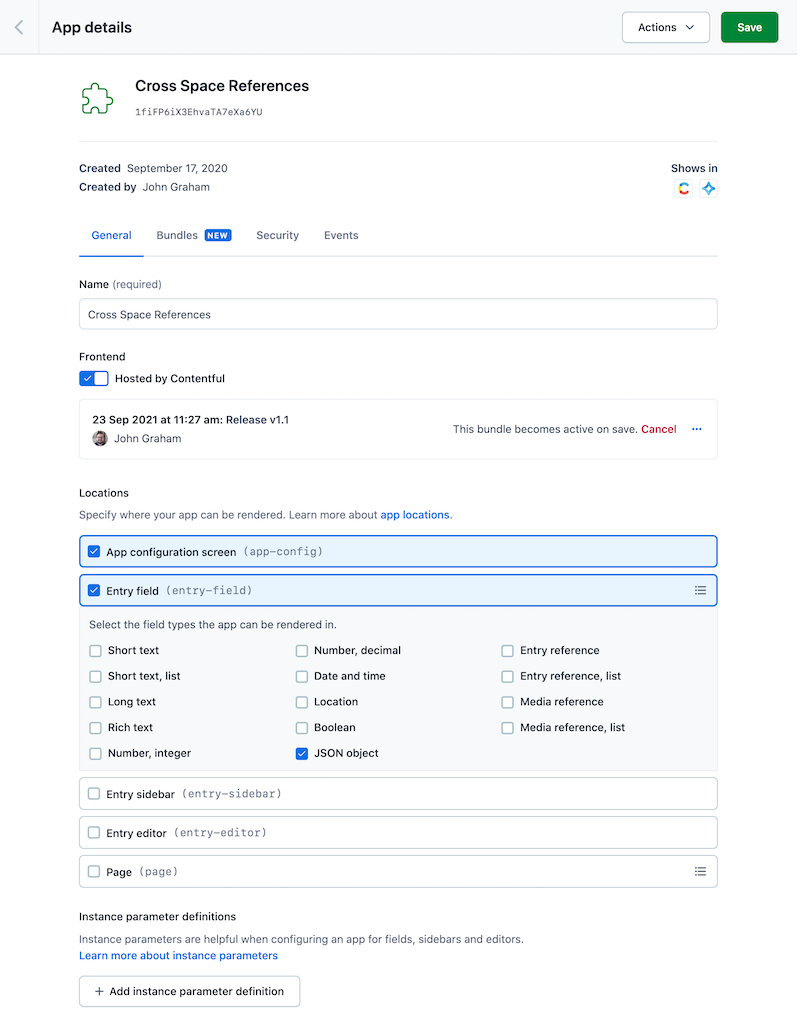 App details
Actions
Save
Cross Space References
1fiFP6iX3EhvaTA7eXa6YU
Created September 17, 2020
Shows in
Created by John Graham
General Bundles NEW Security Events
Name (required)
Cross Space References
Frontend
Hosted by Contentful
23 Sep 2021 at 11:27 am: Release v1.1
John Graham
This bundle becomes active on save. Cancel
Locations
Specify where your app can be rendered. Learn more about app locations.
App configuration screen (app-config)
Entry field (entry-field)
Select the field types the app can be rendered in.
Short text Number, decimal Entry reference
Short text, list Date and time Entry reference, list
Long text Location Media reference
Rich text Boolean Media reference, list
Number, integer JSON object
Entry sidebar (entry-sidebar)
Entry editor (entry-editor)
Page (page)
Instance parameter definitions
Instance parameters are helpful when configuring an app for fields, sidebars and editors.
Learn more about instance parameters
+ Add instance parameter definition